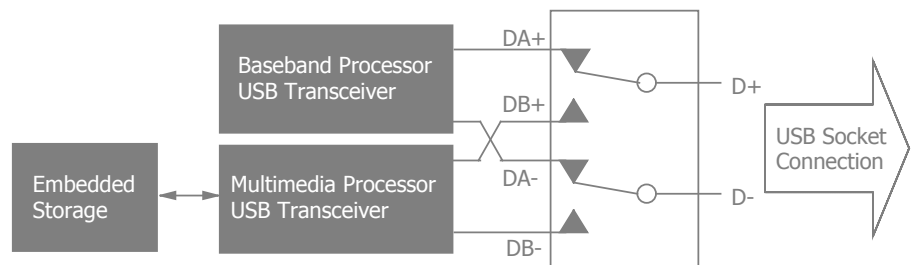 Baseband Processor
USB Transceiver
Embedded
Storage
Multimedia Processor
USB Transceiver
DA+
DB+
DA-
DB-
D+
D-
USB Socket
Connection